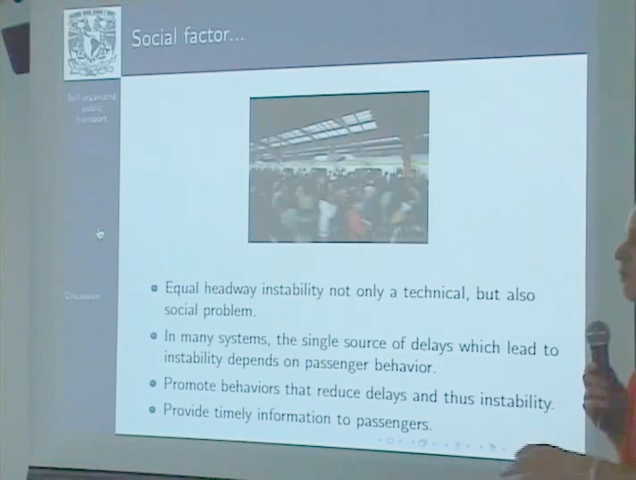 Social factor...
Self-organizing
public
transport
Discussion
Equal headway instability not only a technical, but also
social problem.
In many systems, the single source of delays which lead to
instability depends on passenger behavior.
Promote behaviors that reduce delays and thus instability.
Provide timely information to passengers.